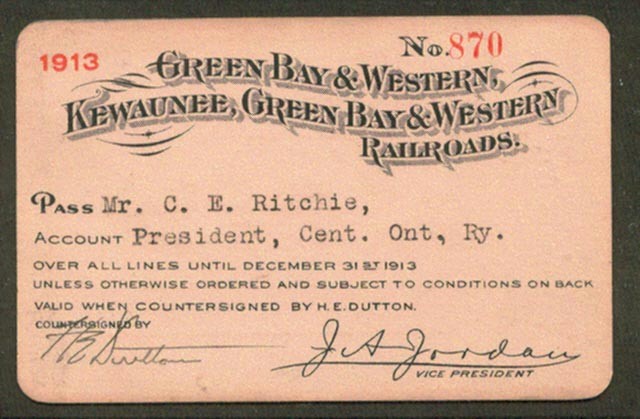 1913
No. 870
GREEN BAY & WESTERN,
KEWAUNEE, GREEN BAY & WESTERN
RAILROADS.
PASS Mr. C. E. Ritchie,
ACCOUNT President, Cent. Ont, Ry.
OVER ALL LINES UNTIL DECEMBER 31ST 1913
UNLESS OTHERWISE ORDERED AND SUBJECT TO CONDITIONS ON BACK
VALID WHEN COUNTERSIGNED BY H.E. DUTTON.
COUNTERSIGNED BY
H E Dutton
J A Jordan
VICE PRESIDENT